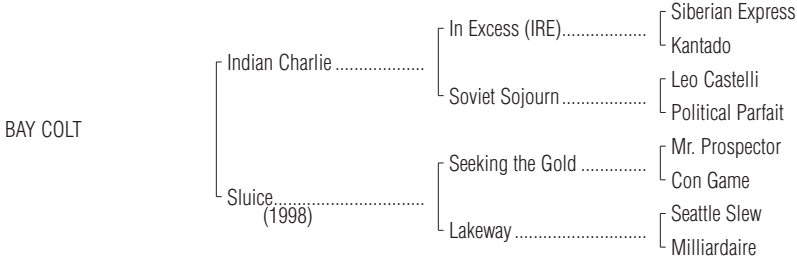 Siberian Express
In Excess (IRE)..................
Kantado
Indian Charlie ...................
Leo Castelli
Soviet Sojourn..................
Political Parfait
BAY COLT
Mr. Prospector
Seeking the Gold ..............
Con Game
Sluice................................
(1998)
Seattle Slew
Lakeway ............................
Milliardaire